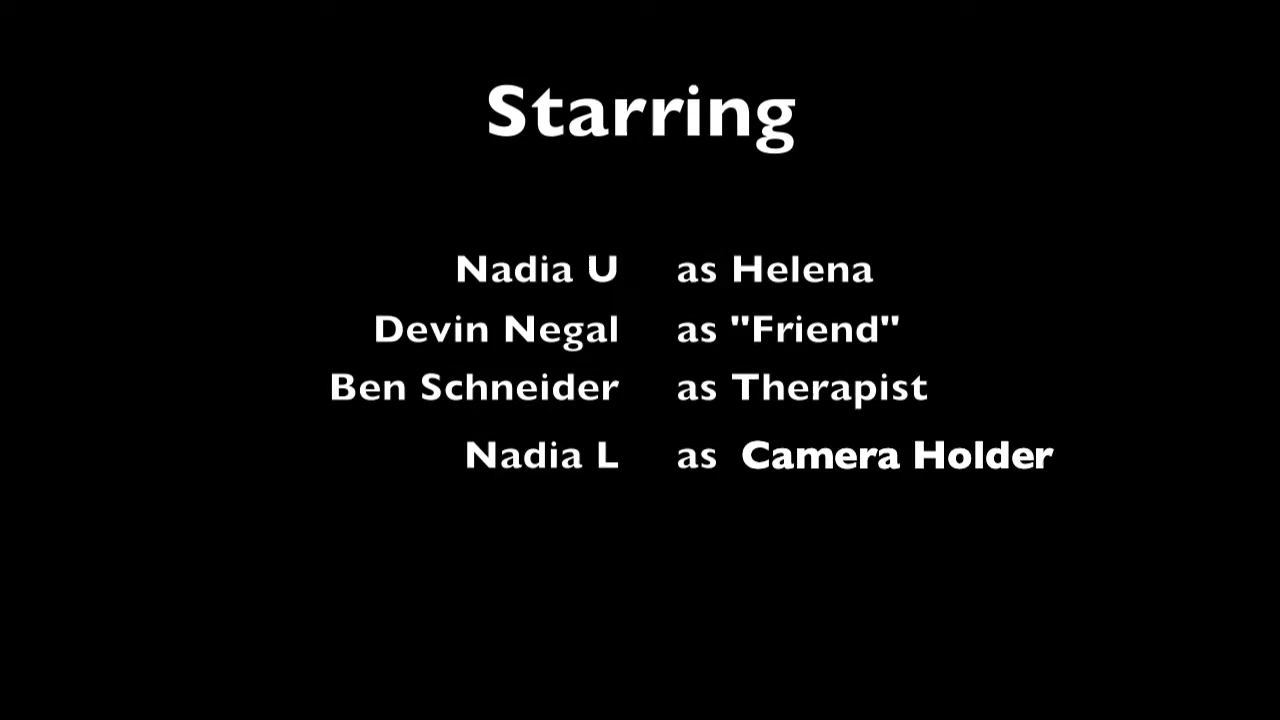 Starring
Nadia U as Helena
Devin Negal as "Friend"
Ben Schneider as Therapist
Nadia L as Camera Holder